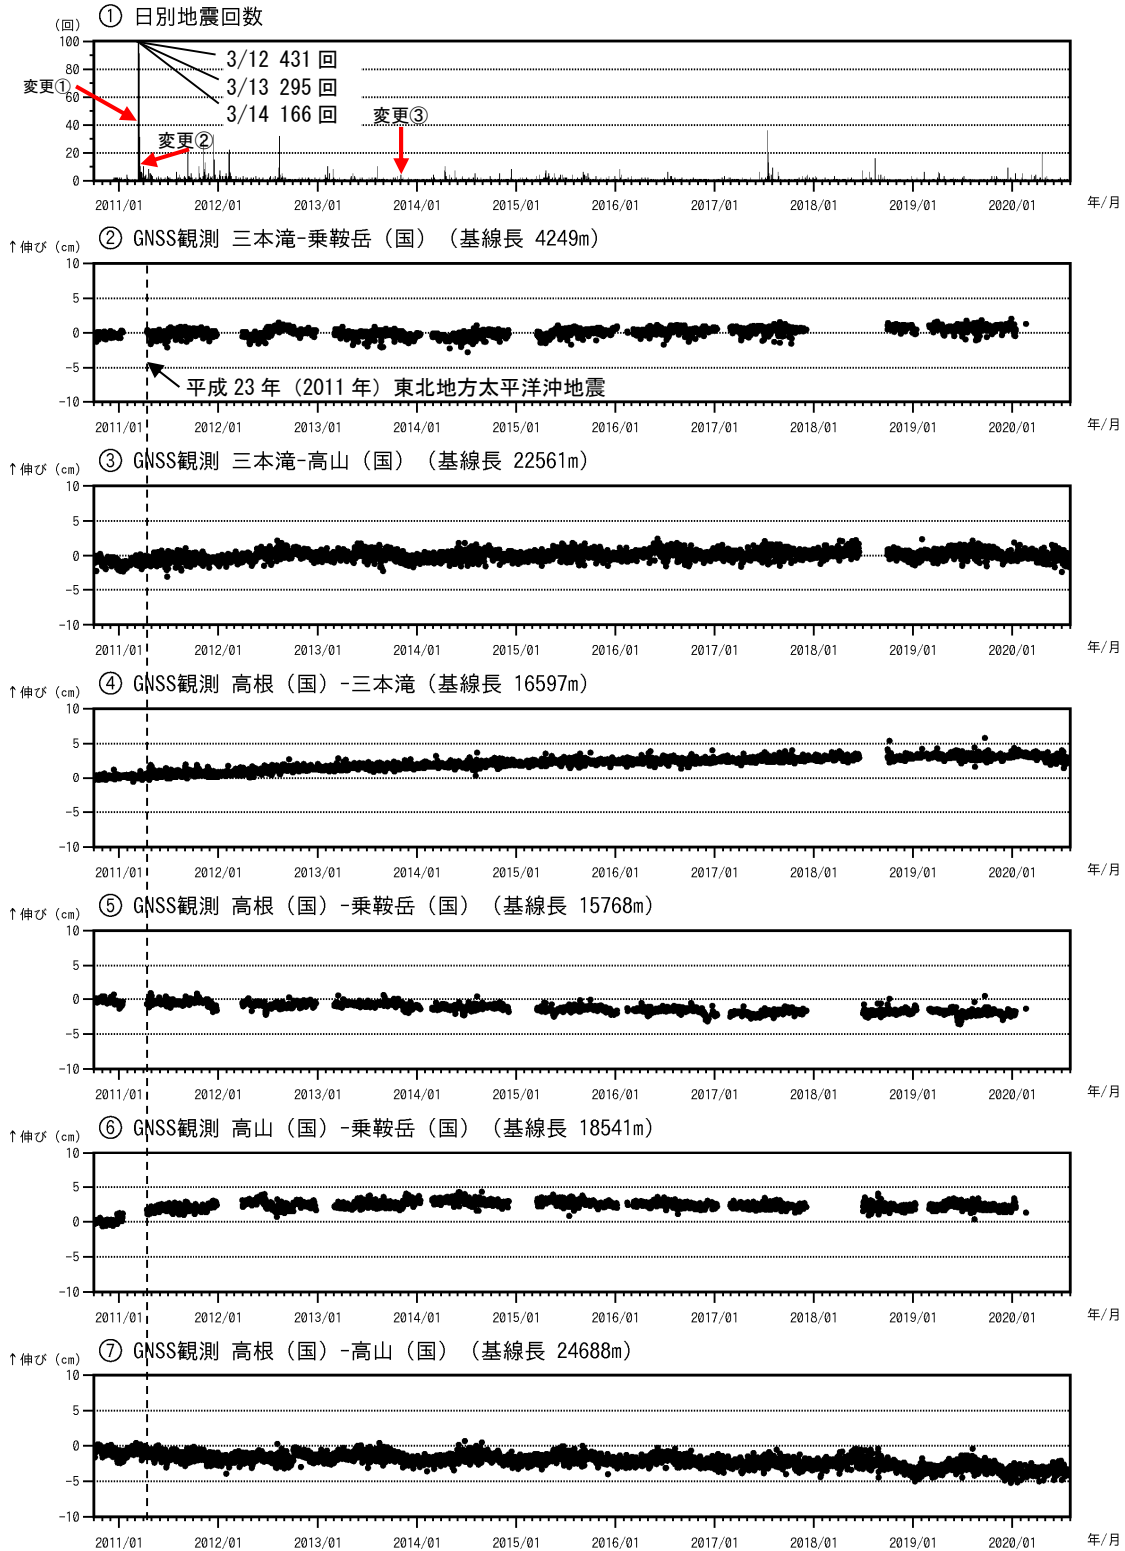 ① 日別地震回数
(回)
100
80
60
40
20
0
3/12 431 回
3/13 295 回
3/14 166 回
変更①
変更②
変更③
2011/01 2012/01 2013/01 2014/01 2015/01 2016/01 2017/01 2018/01 2019/01 2020/01 年/月
↑伸び(cm) ② GNSS観測 三本滝-乗鞍岳（国）（基線長 4249m）
10
5
0
-5
-10
平成 23 年（2011 年）東北地方太平洋沖地震
2011/01 2012/01 2013/01 2014/01 2015/01 2016/01 2017/01 2018/01 2019/01 2020/01 年/月
↑伸び(cm) ③ GNSS観測 三本滝-高山（国）（基線長 22561m）
10
5
0
-5
-10
2011/01 2012/01 2013/01 2014/01 2015/01 2016/01 2017/01 2018/01 2019/01 2020/01 年/月
↑伸び(cm) ④ GNSS観測 高根（国）-三本滝（基線長 16597m）
10
5
0
-5
-10
2011/01 2012/01 2013/01 2014/01 2015/01 2016/01 2017/01 2018/01 2019/01 2020/01 年/月
↑伸び(cm) ⑤ GNSS観測 高根（国）-乗鞍岳（国）（基線長 15768m）
10
5
0
-5
-10
2011/01 2012/01 2013/01 2014/01 2015/01 2016/01 2017/01 2018/01 2019/01 2020/01 年/月
↑伸び(cm) ⑥ GNSS観測 高山（国）-乗鞍岳（国）（基線長 18541m）
10
5
0
-5
-10
2011/01 2012/01 2013/01 2014/01 2015/01 2016/01 2017/01 2018/01 2019/01 2020/01 年/月
↑伸び(cm) ⑦ GNSS観測 高根（国）-高山（国）（基線長 24688m）
10
5
0
-5
-10
2011/01 2012/01 2013/01 2014/01 2015/01 2016/01 2017/01 2018/01 2019/01 2020/01 年/月